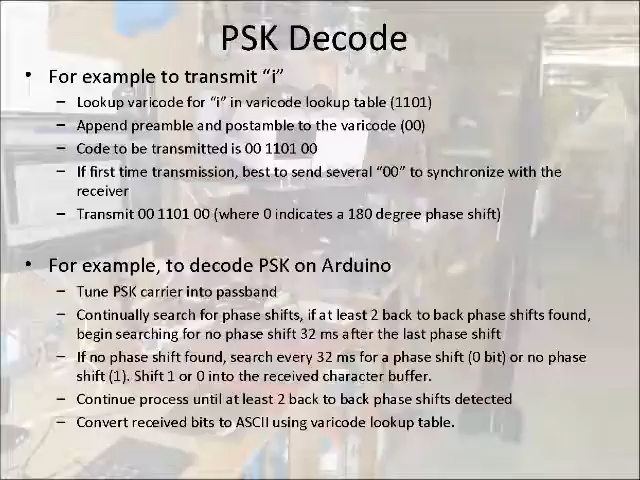 PSK Decode
• For example to transmit “i”
– Lookup varicode for “i” in varicode lookup table (1101)
– Append preamble and postamble to the varicode (00)
– Code to be transmitted is 00 1101 00
– If first time transmission, best to send several “00” to synchronize with the
receiver
– Transmit 00 1101 00 (where 0 indicates a 180 degree phase shift)
• For example, to decode PSK on Arduino
– Tune PSK carrier into passband
– Continually search for phase shifts, if at least 2 back to back phase shifts found,
begin searching for no phase shift 32 ms after the last phase shift
– If no phase shift found, search every 32 ms for a phase shift (0 bit) or no phase
shift (1). Shift 1 or 0 into the received character buffer.
– Continue process until at least 2 back to back phase shifts detected
– Convert received bits to ASCII using varicode lookup table.